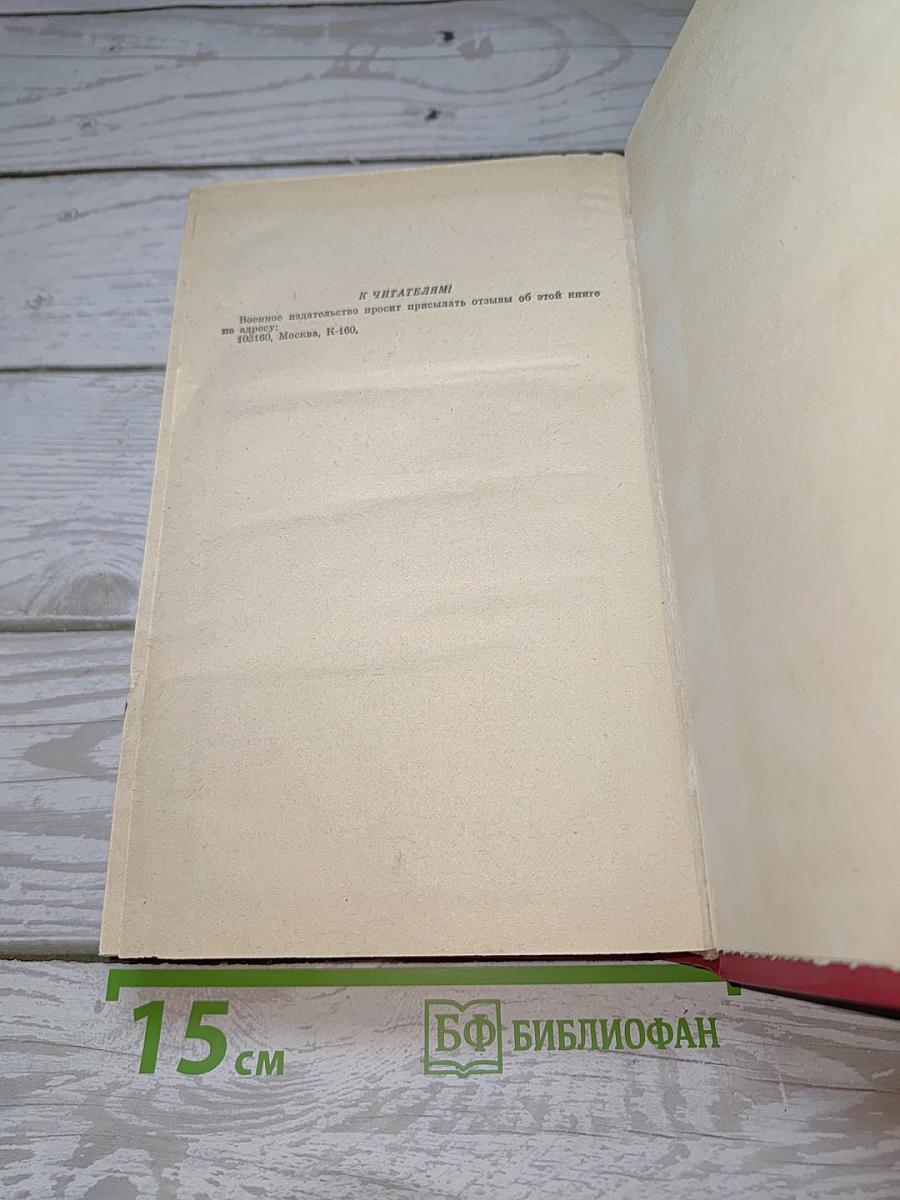 К ЧИТАТЕЛЯМ!
Военное издательство просит присылать отзывы об этой книге
по адресу:
103160, Москва, К-160.
15 см
БФ БИБЛИОФАН